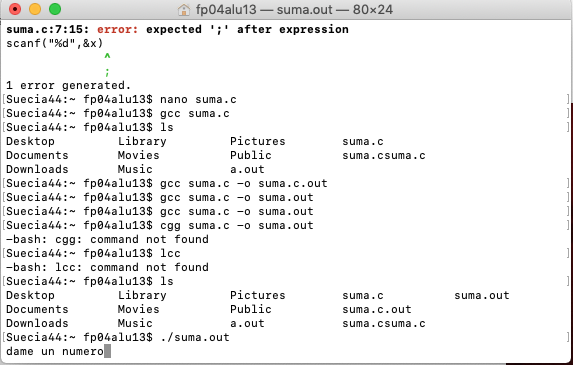 fp04alu13 — suma.out — 80×24
suma.c:7:15: error: expected ';' after expression
scanf("%d",&x)
^
;
1 error generated.
[Suecia44:~ fp04alu13$ nano suma.c ]
[Suecia44:~ fp04alu13$ gcc suma.c ]
[Suecia44:~ fp04alu13$ ls ]
Desktop Library Pictures suma.c
Documents Movies Public suma.csuma.c
Downloads Music a.out
[Suecia44:~ fp04alu13$ gcc suma.c -o suma.c.out ]
[Suecia44:~ fp04alu13$ gcc suma.c -o suma.out ]
[Suecia44:~ fp04alu13$ gcc suma.c -o suma.out ]
[Suecia44:~ fp04alu13$ cgg suma.c -o suma.out ]
-bash: cgg: command not found
[Suecia44:~ fp04alu13$ lcc ]
-bash: lcc: command not found
[Suecia44:~ fp04alu13$ ls ]
Desktop Library Pictures suma.c suma.out
Documents Movies Public suma.c.out
Downloads Music a.out suma.csuma.c
[Suecia44:~ fp04alu13$ ./suma.out ]
dame un numero